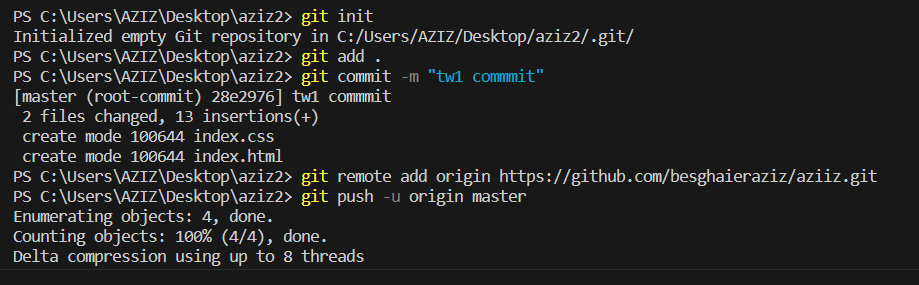 PS C:\Users\AZIZ\Desktop\aziz2> git init
Initialized empty Git repository in C:/Users/AZIZ/Desktop/aziz2/.git/
PS C:\Users\AZIZ\Desktop\aziz2> git add .
PS C:\Users\AZIZ\Desktop\aziz2> git commit -m "tw1 commmit"
[master (root-commit) 28e2976] tw1 commmit
 2 files changed, 13 insertions(+)
 create mode 100644 index.css
 create mode 100644 index.html
PS C:\Users\AZIZ\Desktop\aziz2> git remote add origin https://github.com/besghaieraziz/aziiz.git
PS C:\Users\AZIZ\Desktop\aziz2> git push -u origin master
Enumerating objects: 4, done.
Counting objects: 100% (4/4), done.
Delta compression using up to 8 threads